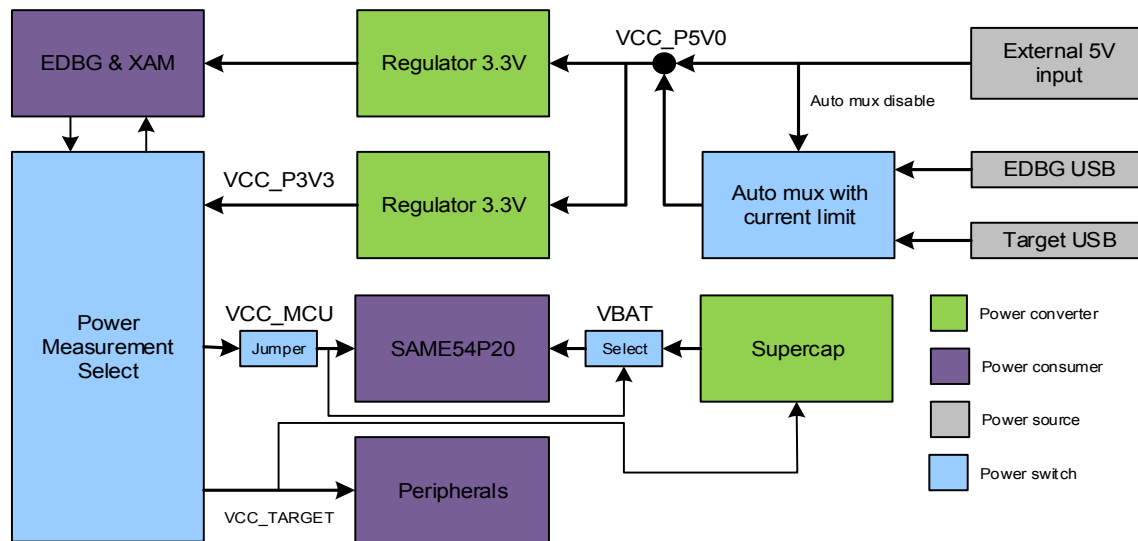 EDBG & XAM
Regulator 3.3V
VCC_P5V0
External 5V
input
Auto mux disable
VCC_P3V3
Regulator 3.3V
Auto mux with
current limit
EDBG USB
Target USB
Power
Measurement
Select
VCC_MCU
Jumper
SAME54P20
VBAT
Select
Supercap
VCC_TARGET
Peripherals
Power converter
Power consumer
Power source
Power switch